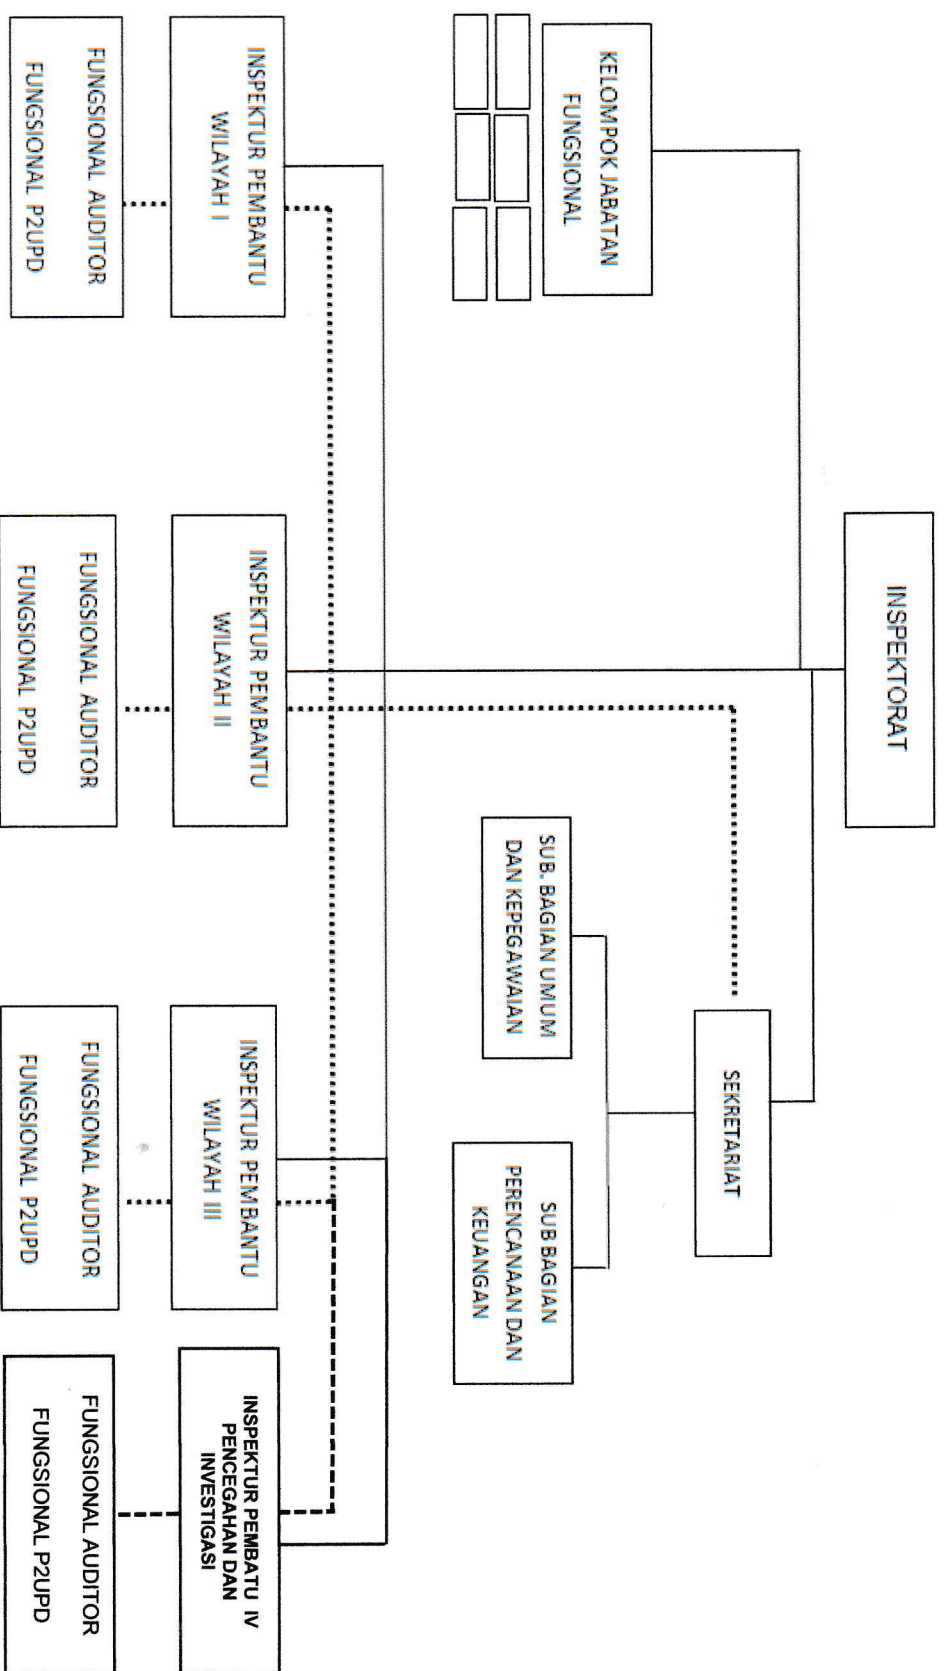 INSPEKTORAT
KELOMPOK JABATAN
FUNGSIONAL
SEKRETARIAT
SUB. BAGIAN UMUM
DAN KEPEGAWAIAN
SUB BAGIAN
PERENCANAAN DAN
KEUANGAN
INSPEKTUR PEMBANTU
WILAYAH I
INSPEKTUR PEMBANTU
WILAYAH II
INSPEKTUR PEMBANTU
WILAYAH III
INSPEKTUR PEMBATU IV
PENCEGAHAN DAN
INVESTIGASI
FUNGSIONAL AUDITOR
FUNGSIONAL P2UPD
FUNGSIONAL AUDITOR
FUNGSIONAL P2UPD
FUNGSIONAL AUDITOR
FUNGSIONAL P2UPD
FUNGSIONAL AUDITOR
FUNGSIONAL P2UPD